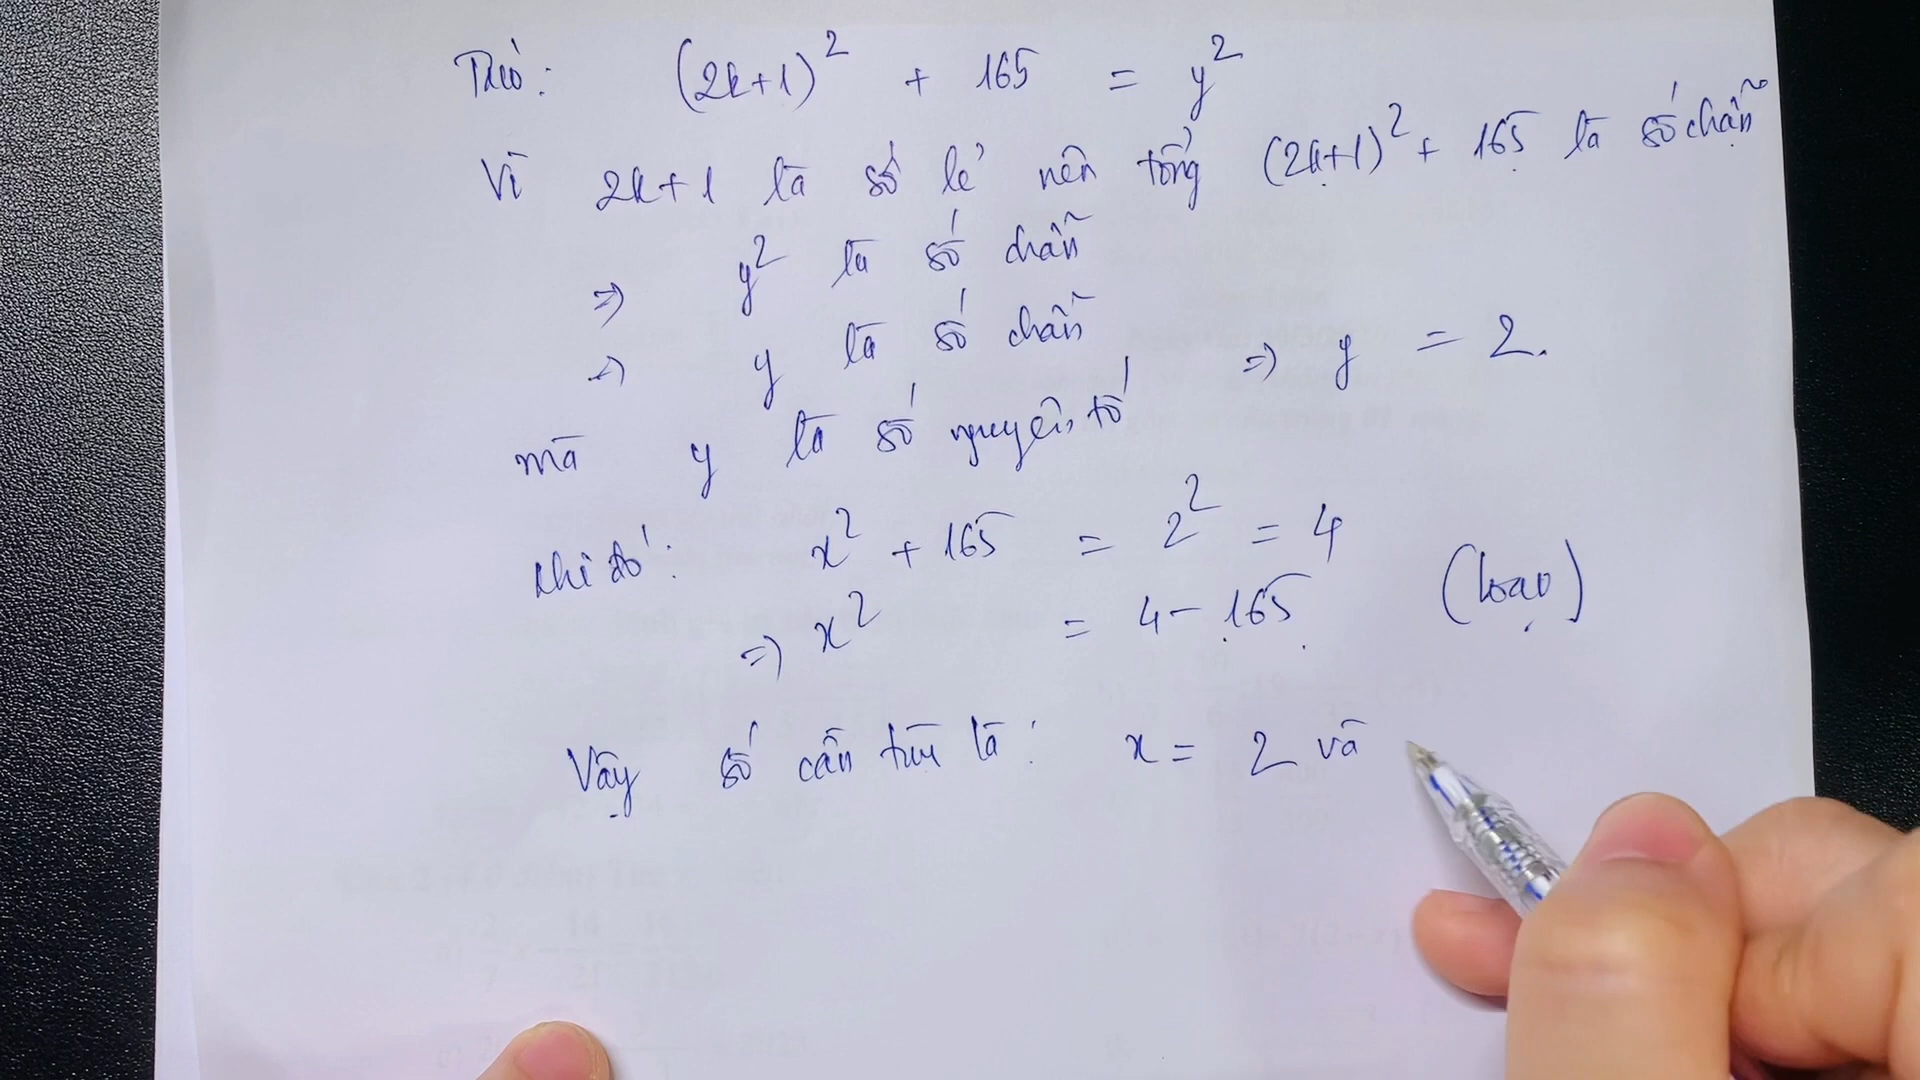 (2k+1)² + 165 = y²
Vì 2k+1 là số lẻ nên tổng (2k+1)² + 165 là số chẵn
=> y² là số chẵn
=> y là số chẵn
mà y là số nguyên tố => y = 2.
Khi đó: x² + 165 = 2² = 4
=> x² = 4 - 165 (loại)
Vậy số cần tìm là: x = 2 và